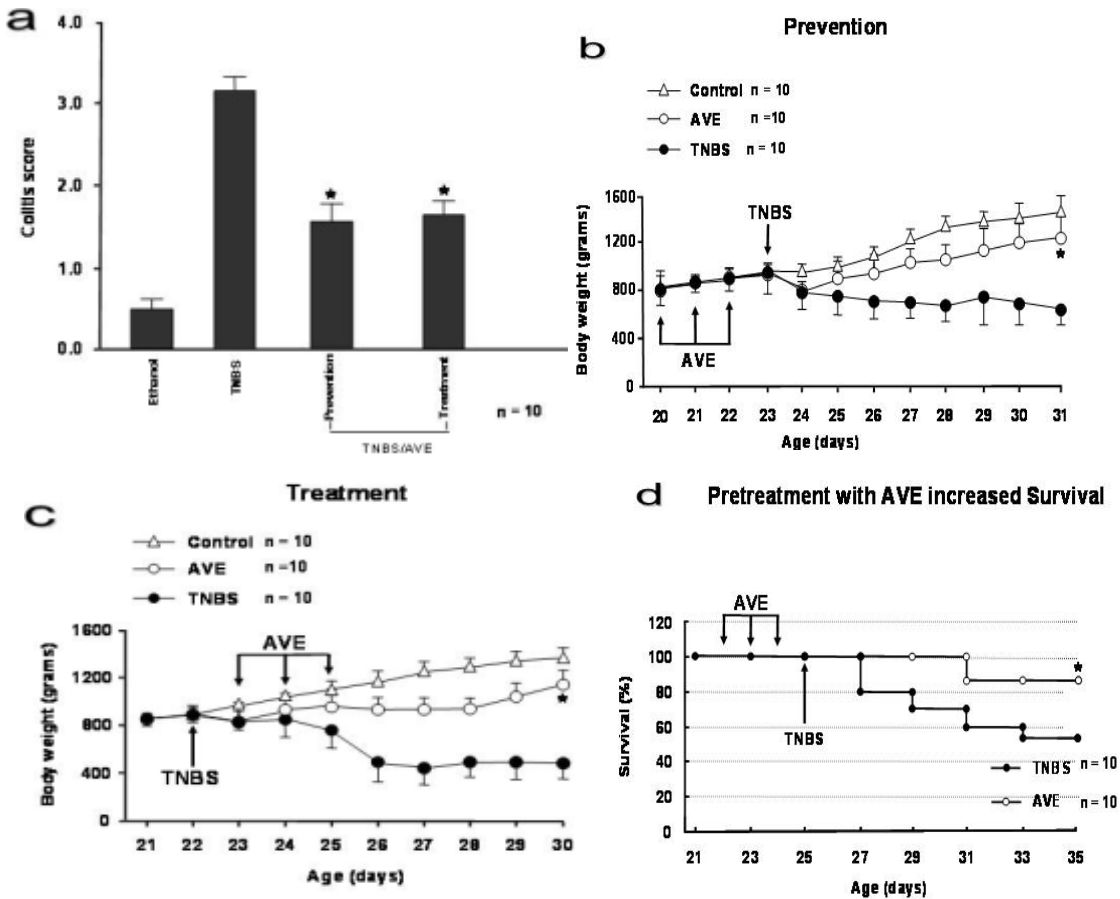 a
4.0
3.0
2.0
1.0
0.0
Colitis score
* *
Ethanol
TNBS
Prevention
Treatment
TNBS/AVE
n = 10
b
Prevention
Control n = 10
AVE n =10
TNBS n = 10
1600
1200
800
400
0
Body weight (grams)
TNBS
AVE
*
20 21 22 23 24 25 26 27 28 29 30 31
Age (days)
c
Treatment
Control n = 10
AVE n =10
TNBS n = 10
1600
1200
800
400
0
Body weight (grams)
AVE
TNBS
*
21 22 23 24 25 26 27 28 29 30
Age (days)
d
Pretreatment with AVE increased Survival
AVE
120
100
80
60
40
20
0
Survival (%)
TNBS
*
TNBS n = 10
AVE n = 10
21 23 25 27 29 31 33 35
Age (days)